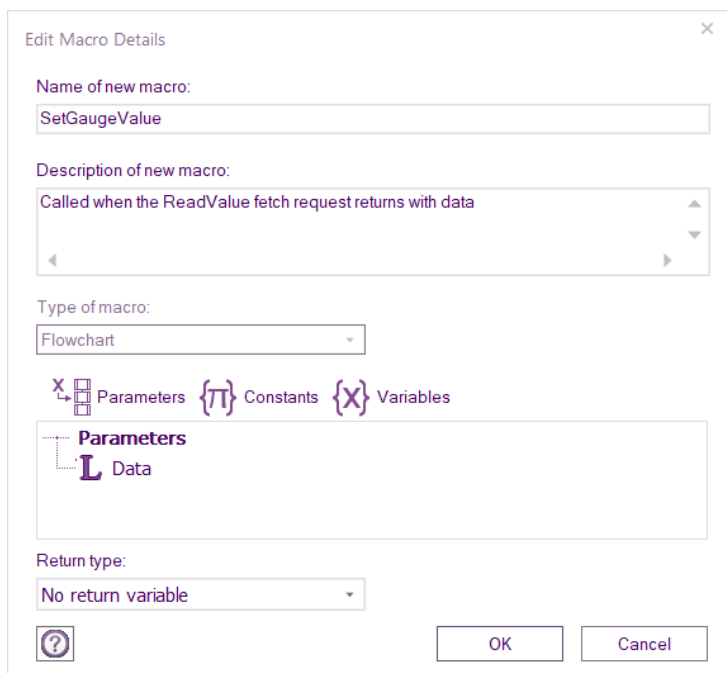 Edit Macro Details
Name of new macro:
SetGaugeValue
Description of new macro:
Called when the ReadValue fetch request returns with data
Type of macro:
Flowchart
Parameters {π} Constants {X} Variables
Parameters
L Data
Return type:
No return variable
OK Cancel